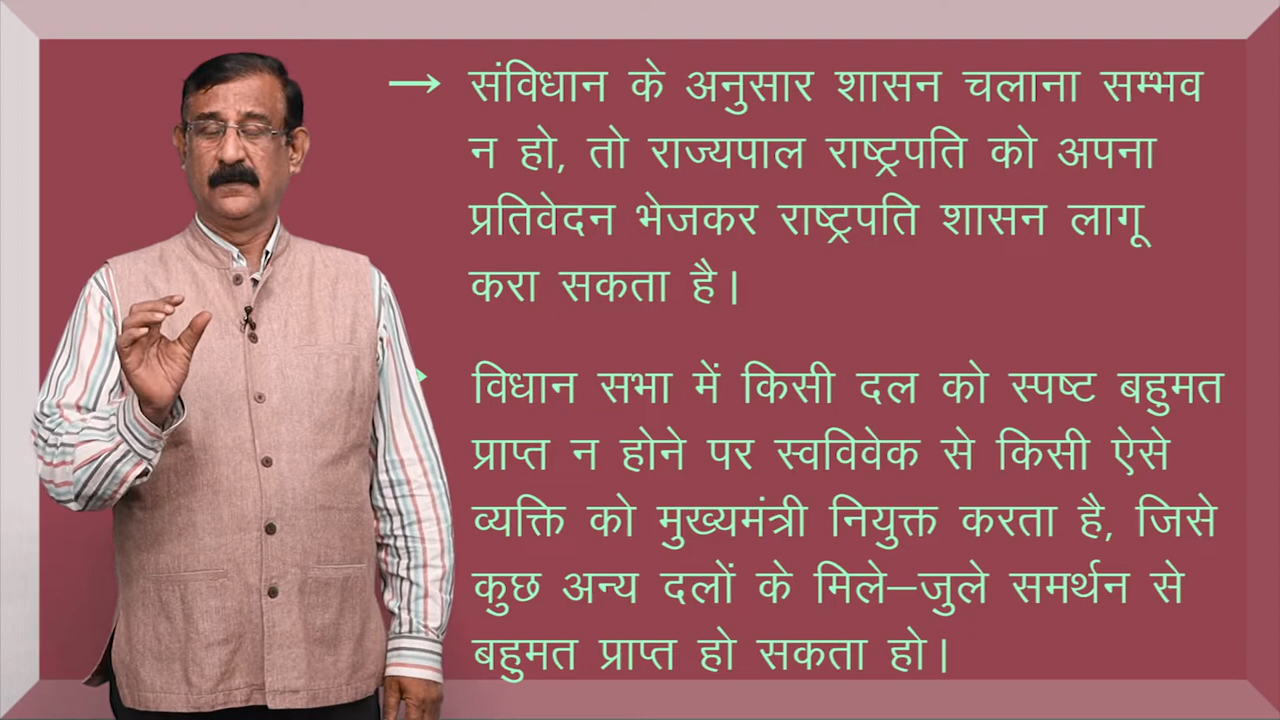 → संविधान के अनुसार शासन चलाना सम्भव
न हो, तो राज्यपाल राष्ट्रपति को अपना
प्रतिवेदन भेजकर राष्ट्रपति शासन लागू
करा सकता है।
विधान सभा में किसी दल को स्पष्ट बहुमत
प्राप्त न होने पर स्वविवेक से किसी ऐसे
व्यक्ति को मुख्यमंत्री नियुक्त करता है, जिसे
कुछ अन्य दलों के मिले–जुले समर्थन से
बहुमत प्राप्त हो सकता हो।